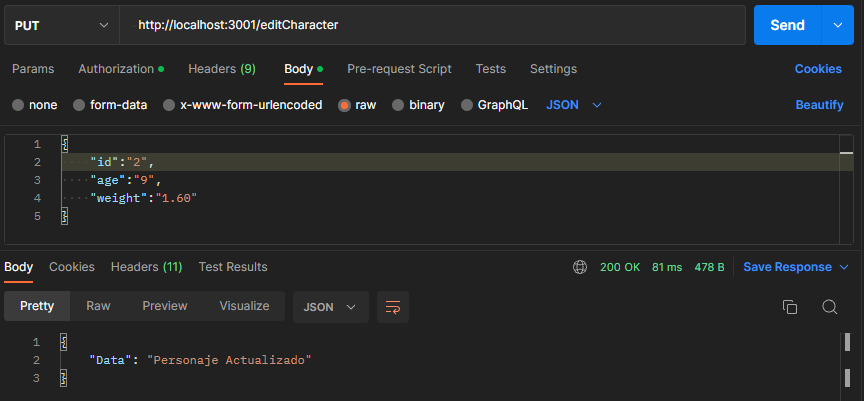 PUT http://localhost:3001/editCharacter Send
Params Authorization Headers (9) Body Pre-request Script Tests Settings Cookies
none form-data x-www-form-urlencoded raw binary GraphQL JSON Beautify
1 {
2 "id":"2",
3 "age":"9",
4 "weight":"1.60"
5 }
Body Cookies Headers (11) Test Results 200 OK 81 ms 478 B Save Response
Pretty Raw Preview Visualize JSON
1 {
2 "Data": "Personaje Actualizado"
3 }